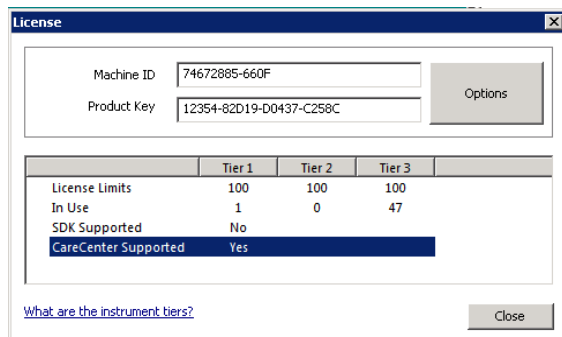 License
Machine ID 74672885-660F
Product Key 12354-82D19-D0437-C258C
Options
Tier 1 Tier 2 Tier 3
License Limits 100 100 100
In Use 1 0 47
SDK Supported No
CareCenter Supported Yes
What are the instrument tiers?
Close